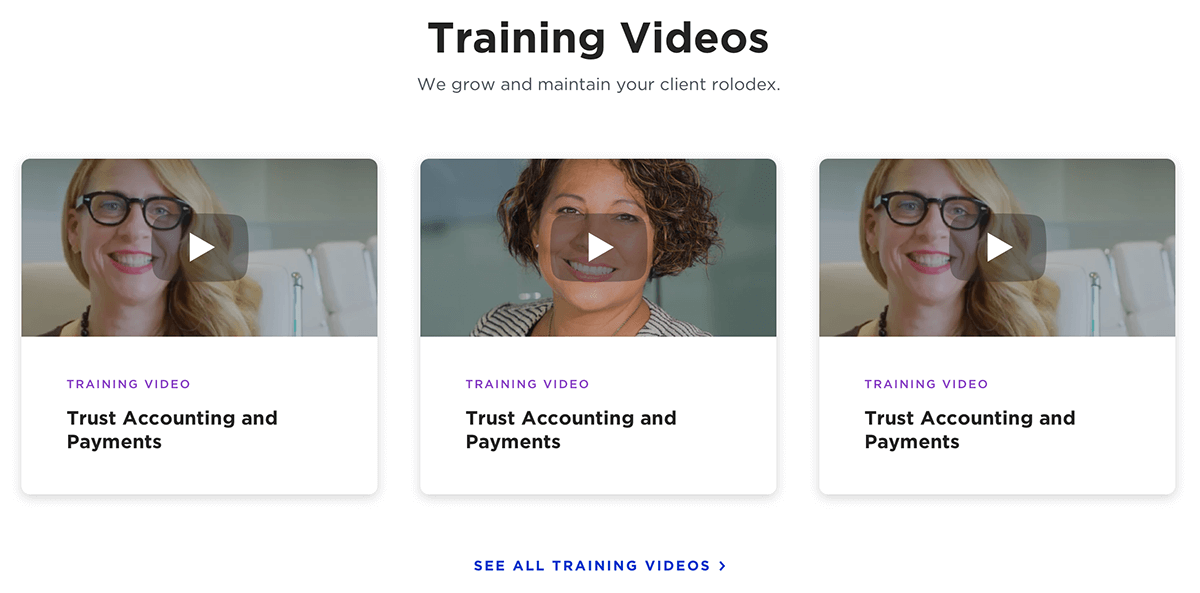 Training Videos
We grow and maintain your client rolodex.
TRAINING VIDEO
Trust Accounting and
Payments
TRAINING VIDEO
Trust Accounting and
Payments
TRAINING VIDEO
Trust Accounting and
Payments
SEE ALL TRAINING VIDEOS >